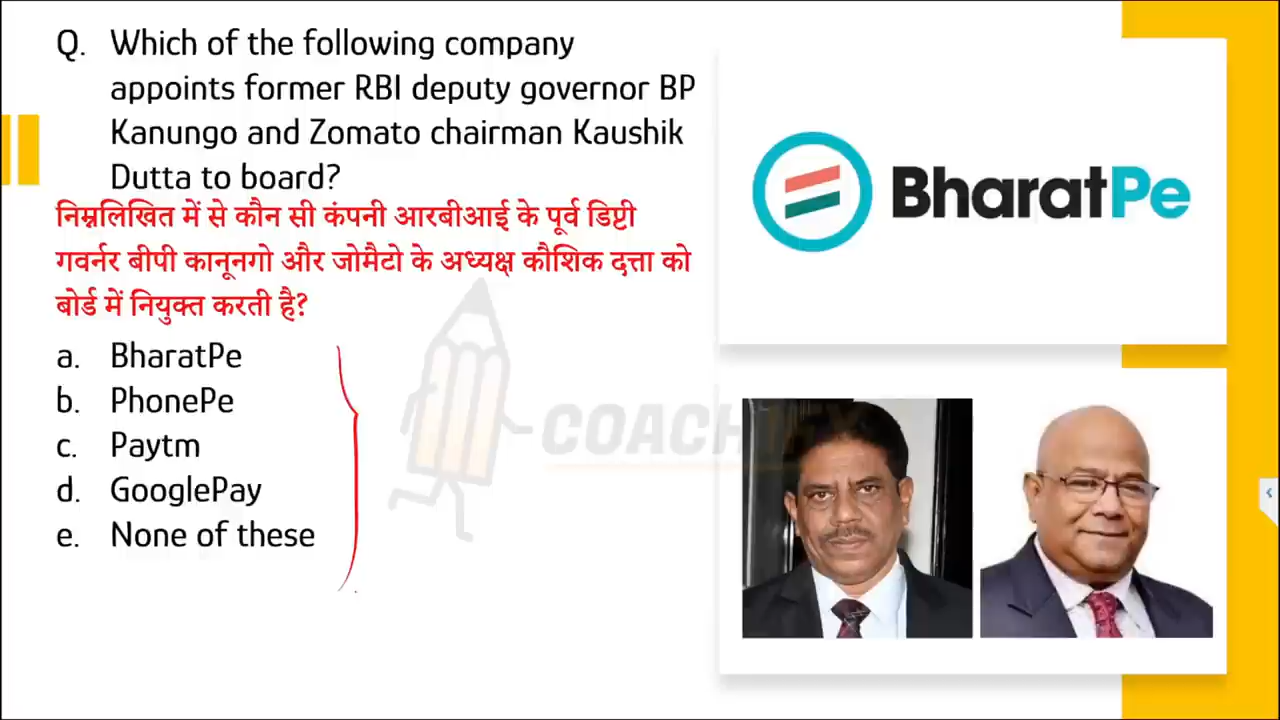 Q. Which of the following company
appoints former RBI deputy governor BP
Kanungo and Zomato chairman Kaushik
Dutta to board?
निम्नलिखित में से कौन सी कंपनी आरबीआई के पूर्व डिप्टी
गवर्नर बीपी कानूनगो और जोमैटो के अध्यक्ष कौशिक दत्ता को
बोर्ड में नियुक्त करती है?
a. BharatPe
b. PhonePe
c. Paytm
d. GooglePay
e. None of these
BharatPe